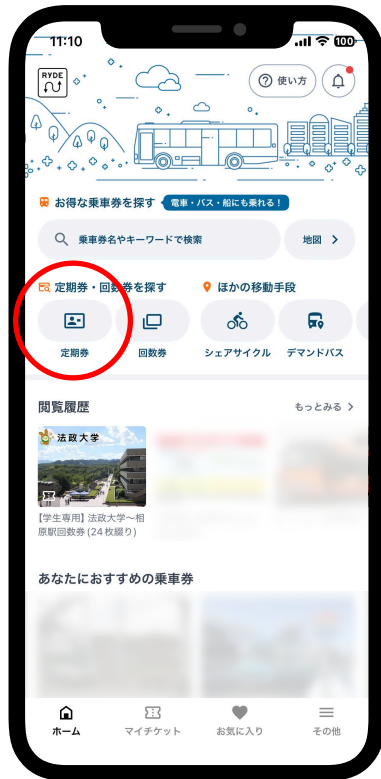 11:10
100
RYDE
使い方
お得な乗車券を探す
電車・バス・船にも乗れる！
乗車券名やキーワードで検索
地図
定期券・回数券を探す
ほかの移動手段
定期券
回数券
シェアサイクル
デマンドバス
閲覧履歴
もっとみる
法政大学
【学生専用】法政大学～相
原駅回数券(24枚綴り)
あなたにおすすめの乗車券
ホーム
マイチケット
お気に入り
その他